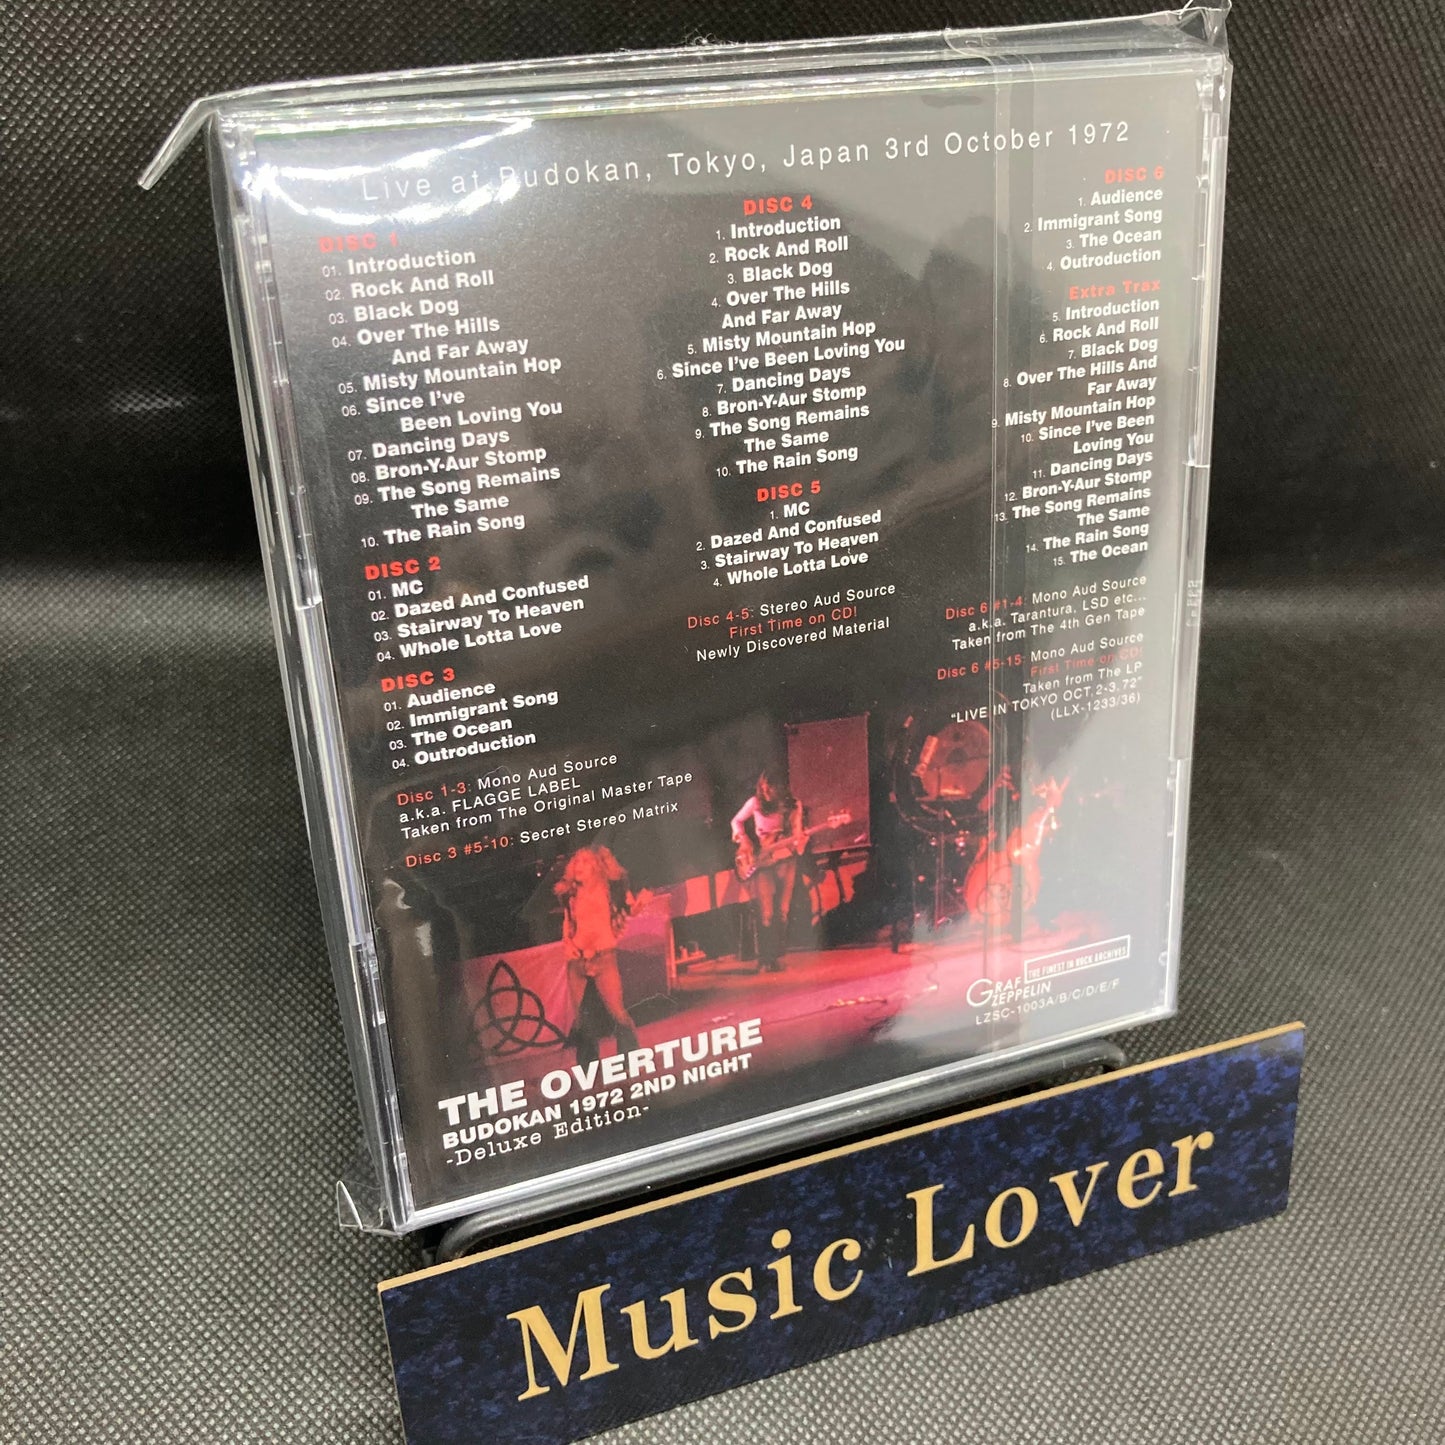 Live at Budokan, Tokyo, Japan 3rd October 1972
DISC 1
01. Introduction
02. Rock And Roll
03. Black Dog
04. Over The Hills
And Far Away
05. Misty Mountain Hop
06. Since I've
Been Loving You
07. Dancing Days
08. Bron-Y-Aur Stomp
09. The Song Remains
The Same
10. The Rain Song
DISC 2
01. MC
02. Dazed And Confused
03. Stairway To Heaven
04. Whole Lotta Love
DISC 3
01. Audience
02. Immigrant Song
03. The Ocean
04. Outroduction
Disc 1-3: Mono Aud Source
a.k.a. FLAGGE LABEL
Taken from The Original Master Tape
Disc 3 #5-10: Secret Stereo Matrix
DISC 4
1. Introduction
2. Rock And Roll
3. Black Dog
4. Over The Hills
And Far Away
5. Misty Mountain Hop
6. Since I've Been Loving You
7. Dancing Days
8. Bron-Y-Aur Stomp
9. The Song Remains
The Same
10. The Rain Song
DISC 5
1. MC
2. Dazed And Confused
3. Stairway To Heaven
4. Whole Lotta Love
Disc 4-5: Stereo Aud Source
First Time on CD!
Newly Discovered Material
DISC 6
1. Audience
2. Immigrant Song
3. The Ocean
4. Outroduction
Extra Trax
5. Introduction
6. Rock And Roll
7. Black Dog
8. Over The Hills And
Far Away
9. Misty Mountain Hop
10. Since I've Been
Loving You
11. Dancing Days
12. Bron-Y-Aur Stomp
13. The Song Remains
The Same
14. The Rain Song
15. The Ocean
Disc 6 #1-4: Mono Aud Source
a.k.a. Tarantura, LSD etc...
Taken from The 4th Gen Tape
Disc 6 #5-15: Mono Aud Source
First Time on CD!
Taken from The LP
"LIVE IN TOKYO OCT. 2-3, 72"
(LLX-1233/36)
THE OVERTURE
BUDOKAN 1972 2ND NIGHT
-Deluxe Edition-
GRAF ZEPPELIN
THE FINEST IN ROCK ARCHIVES
LZSC-1003A/B/C/D/E/F
Music Lover